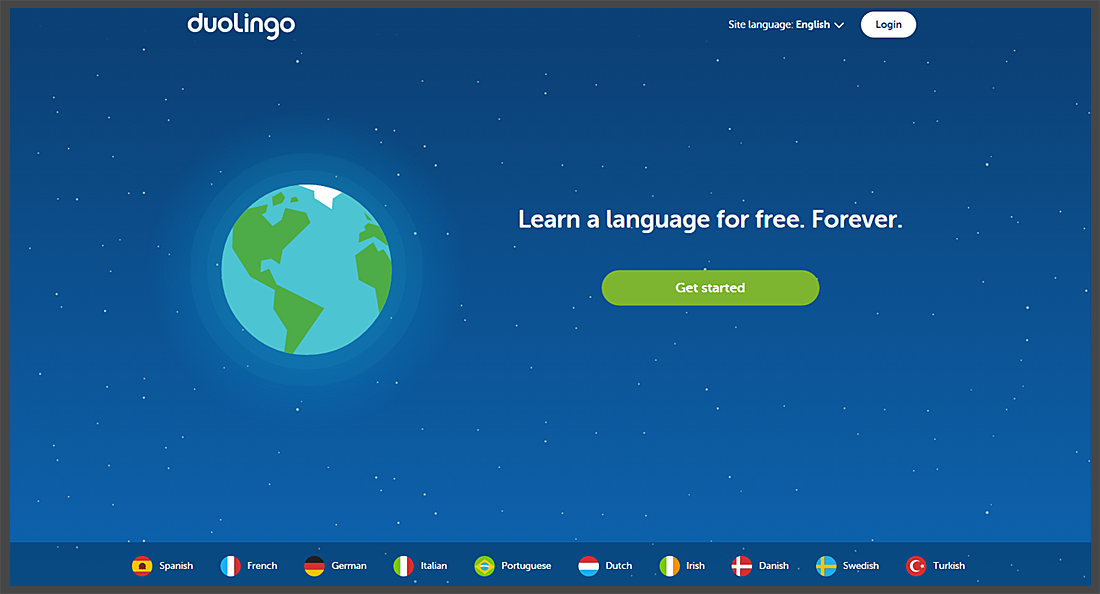 duolingo
Site language: English
Login
Learn a language for free. Forever.
Get started
Spanish French German Italian Portuguese Dutch Irish Danish Swedish Turkish